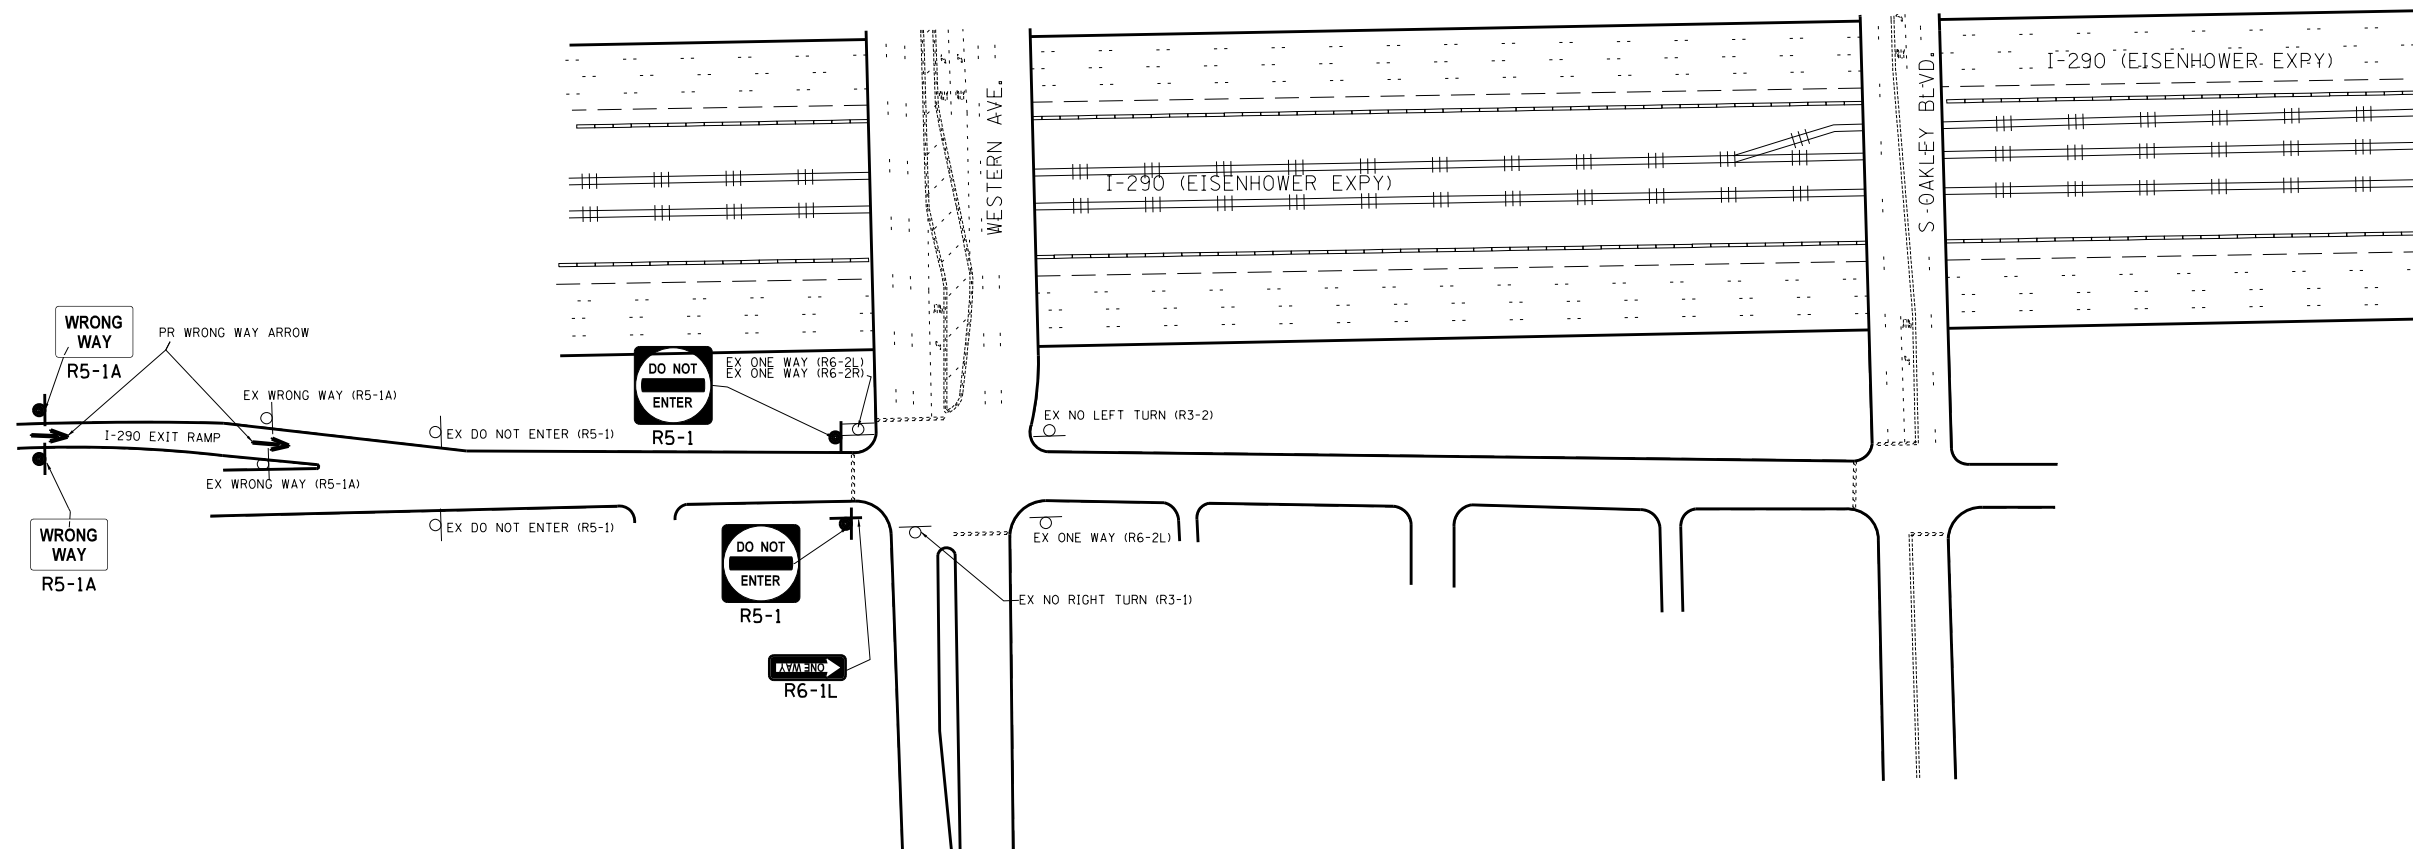 I-290 (EISENHOWER EXPY)
WESTERN AVE.
S OAKLEY BLVD.
I-290 (EISENHOWER EXPY)
WRONG
WAY
R5-1A
PR WRONG WAY ARROW
EX WRONG WAY (R5-1A)
I-290 EXIT RAMP
EX WRONG WAY (R5-1A)
WRONG
WAY
R5-1A
EX DO NOT ENTER (R5-1)
EX DO NOT ENTER (R5-1)
DO NOT
ENTER
R5-1
EX ONE WAY (R6-2L)
EX ONE WAY (R6-2R)
EX NO LEFT TURN (R3-2)
DO NOT
ENTER
R5-1
EX ONE WAY (R6-2L)
EX NO RIGHT TURN (R3-1)
ONE WAY
R6-1L